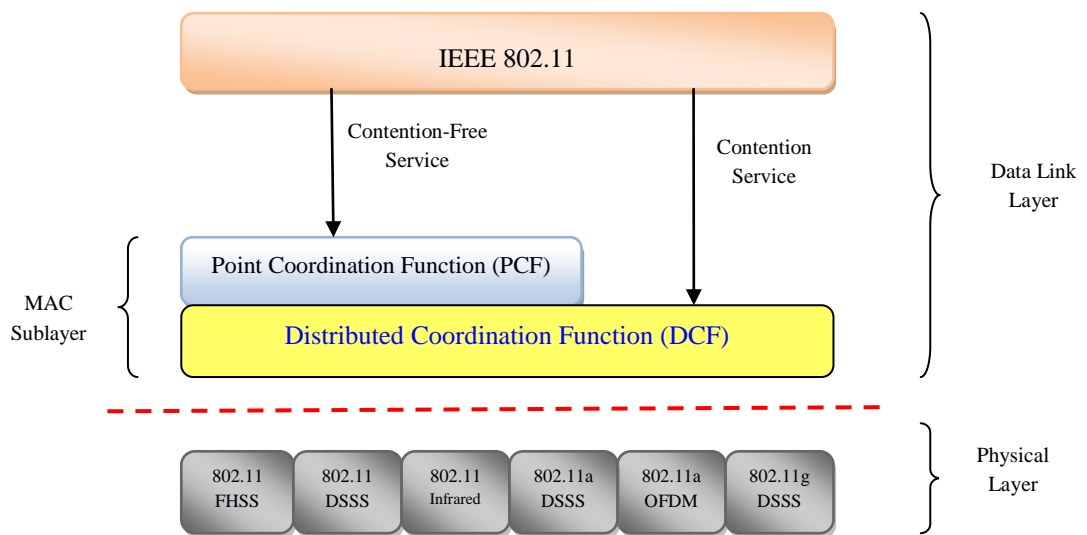 IEEE 802.11
Contention-Free
Service
Contention
Service
Data Link
Layer
Point Coordination Function (PCF)
MAC
Sublayer
Distributed Coordination Function (DCF)
802.11
FHSS
802.11
DSSS
802.11
Infrared
802.11a
DSSS
802.11a
OFDM
802.11g
DSSS
Physical
Layer